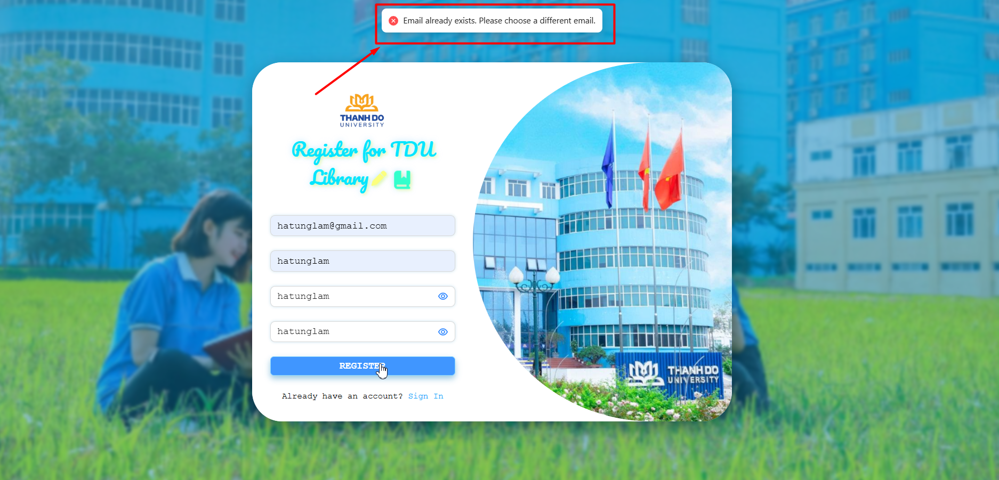 Email already exists. Please choose a different email.
THANH DO
UNIVERSITY
Register for TDU
Library
hatunglam@gmail.com
hatunglam
hatunglam
hatunglam
REGISTER
Already have an account? Sign In
THANH DO
UNIVERSITY